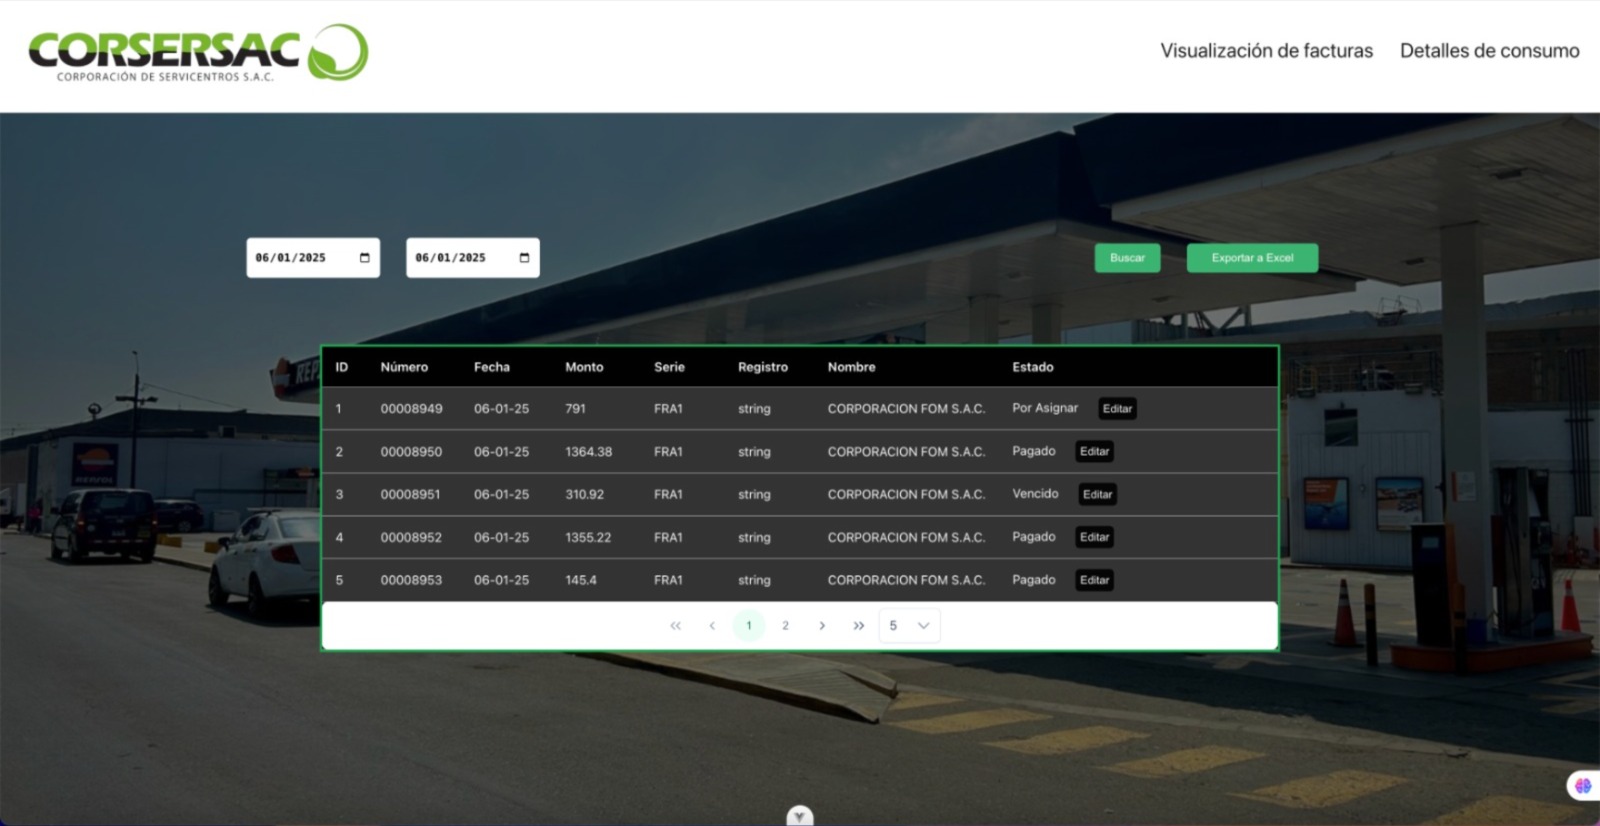 CORSERSAC
CORPORACIÓN DE SERVICENTROS S.A.C.
Visualización de facturas Detalles de consumo
06/01/2025 06/01/2025 Buscar Exportar a Excel
REP
REPSOL
ID Número Fecha Monto Serie Registro Nombre Estado
1 00008949 06-01-25 791 FRA1 string CORPORACION FOM S.A.C. Por Asignar Editar
2 00008950 06-01-25 1364.38 FRA1 string CORPORACION FOM S.A.C. Pagado Editar
3 00008951 06-01-25 310.92 FRA1 string CORPORACION FOM S.A.C. Vencido Editar
4 00008952 06-01-25 1355.22 FRA1 string CORPORACION FOM S.A.C. Pagado Editar
5 00008953 06-01-25 145.4 FRA1 string CORPORACION FOM S.A.C. Pagado Editar
<< < 1 2 > >> 5